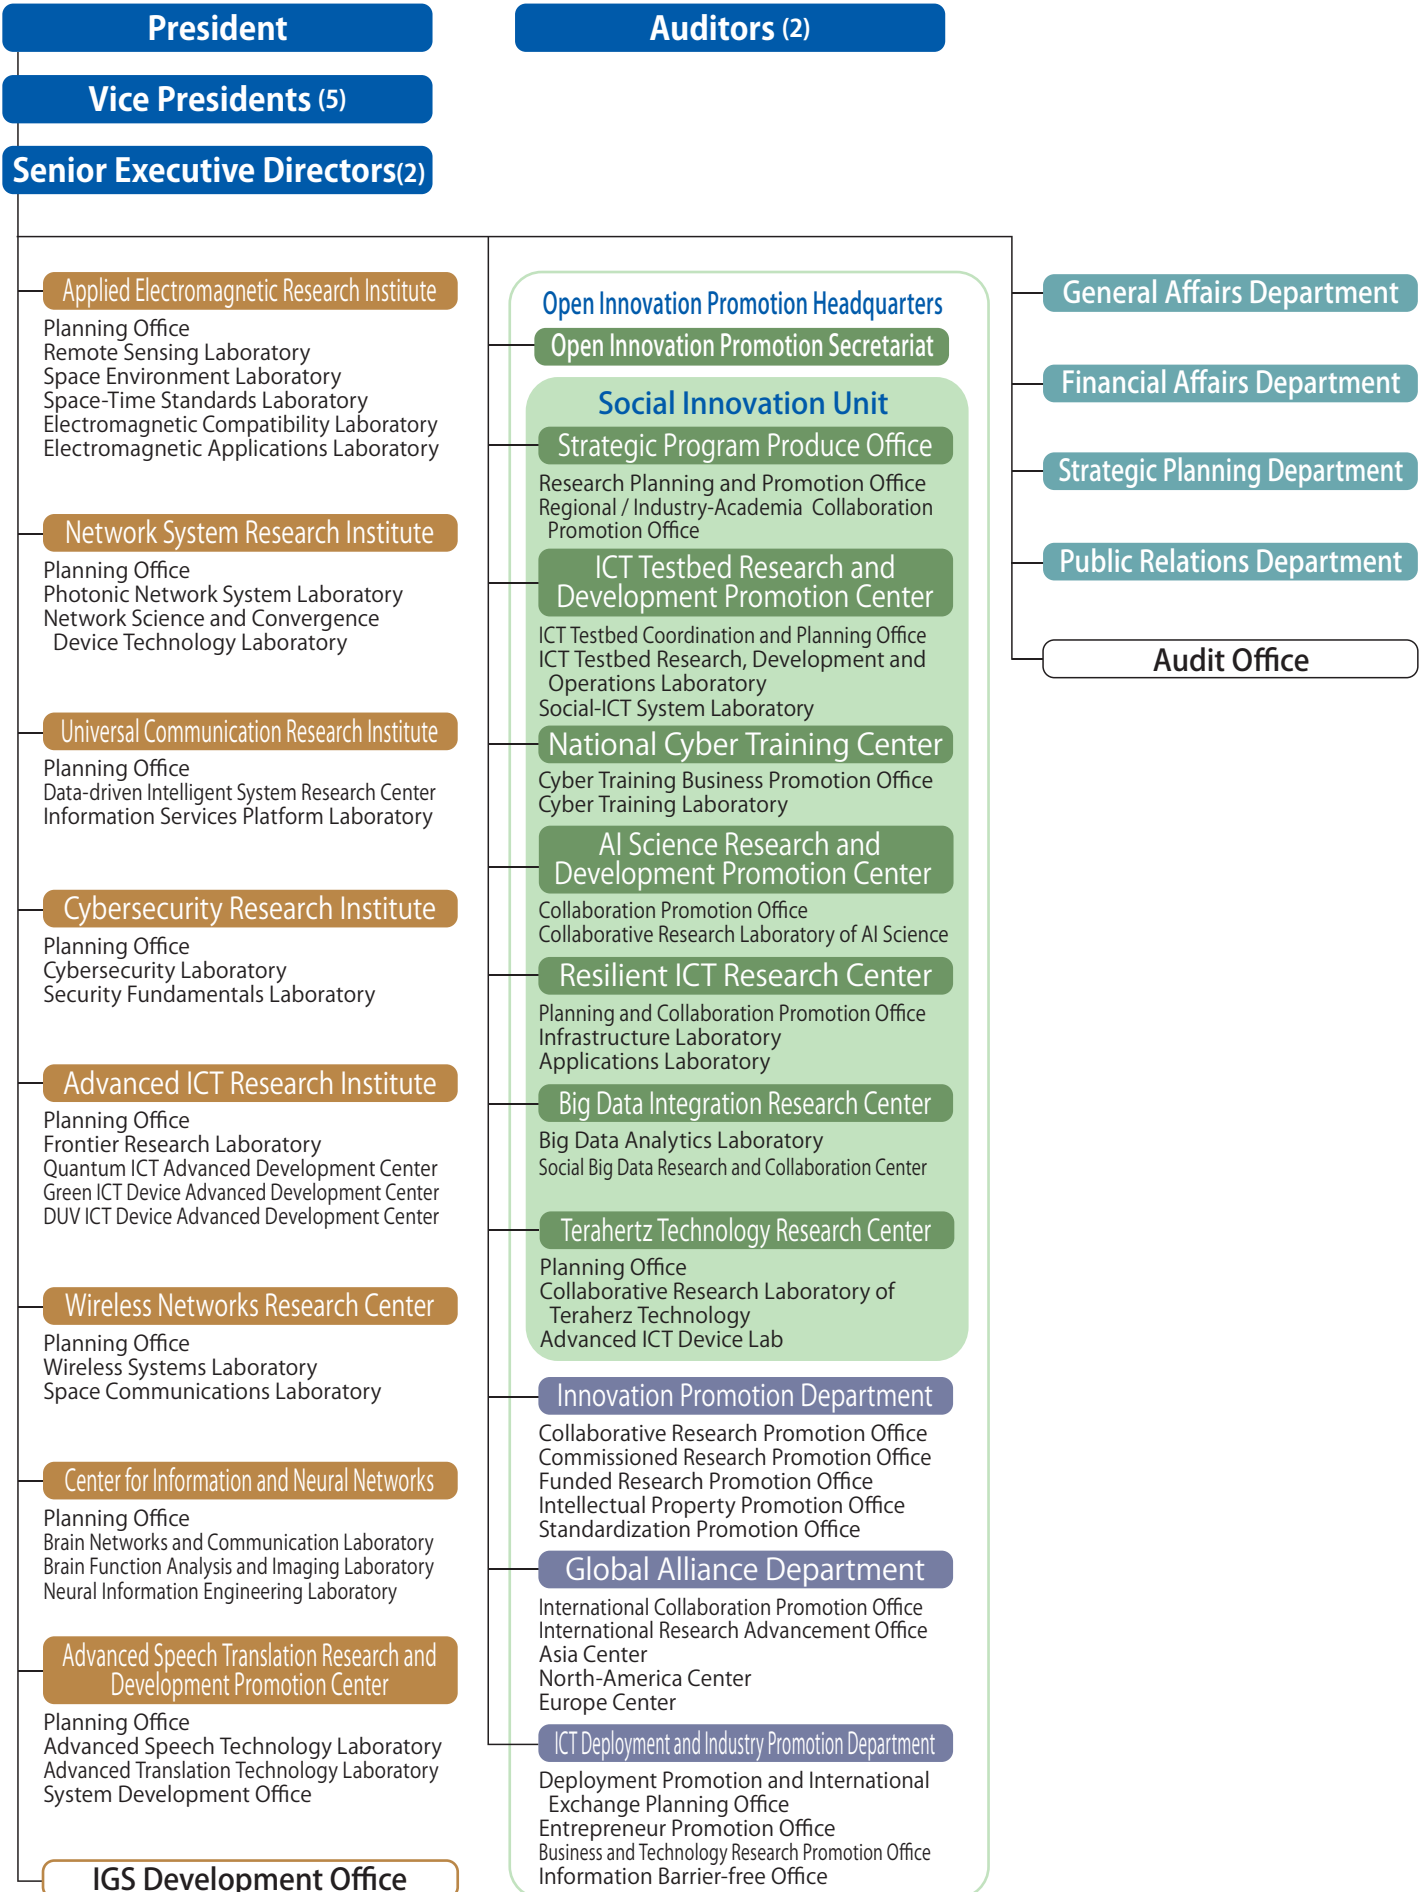 President
Auditors (2)
Vice Presidents (5)
Senior Executive Directors(2)
Applied Electromagnetic Research Institute
Planning Office
Remote Sensing Laboratory
Space Environment Laboratory
Space-Time Standards Laboratory
Electromagnetic Compatibility Laboratory
Electromagnetic Applications Laboratory
Network System Research Institute
Planning Office
Photonic Network System Laboratory
Network Science and Convergence
Device Technology Laboratory
Universal Communication Research Institute
Planning Office
Data-driven Intelligent System Research Center
Information Services Platform Laboratory
Cybersecurity Research Institute
Planning Office
Cybersecurity Laboratory
Security Fundamentals Laboratory
Advanced ICT Research Institute
Planning Office
Frontier Research Laboratory
Quantum ICT Advanced Development Center
Green ICT Device Advanced Development Center
DUV ICT Device Advanced Development Center
Wireless Networks Research Center
Planning Office
Wireless Systems Laboratory
Space Communications Laboratory
Center for Information and Neural Networks
Planning Office
Brain Networks and Communication Laboratory
Brain Function Analysis and Imaging Laboratory
Neural Information Engineering Laboratory
Advanced Speech Translation Research and
Development Promotion Center
Planning Office
Advanced Speech Technology Laboratory
Advanced Translation Technology Laboratory
System Development Office
IGS Development Office
Open Innovation Promotion Headquarters
Open Innovation Promotion Secretariat
Social Innovation Unit
Strategic Program Produce Office
Research Planning and Promotion Office
Regional / Industry-Academia Collaboration
Promotion Office
ICT Testbed Research and
Development Promotion Center
ICT Testbed Coordination and Planning Office
ICT Testbed Research, Development and
Operations Laboratory
Social-ICT System Laboratory
National Cyber Training Center
Cyber Training Business Promotion Office
Cyber Training Laboratory
AI Science Research and
Development Promotion Center
Collaboration Promotion Office
Collaborative Research Laboratory of AI Science
Resilient ICT Research Center
Planning and Collaboration Promotion Office
Infrastructure Laboratory
Applications Laboratory
Big Data Integration Research Center
Big Data Analytics Laboratory
Social Big Data Research and Collaboration Center
Terahertz Technology Research Center
Planning Office
Collaborative Research Laboratory of
Teraherz Technology
Advanced ICT Device Lab
Innovation Promotion Department
Collaborative Research Promotion Office
Commissioned Research Promotion Office
Funded Research Promotion Office
Intellectual Property Promotion Office
Standardization Promotion Office
Global Alliance Department
International Collaboration Promotion Office
International Research Advancement Office
Asia Center
North-America Center
Europe Center
ICT Deployment and Industry Promotion Department
Deployment Promotion and International
Exchange Planning Office
Entrepreneur Promotion Office
Business and Technology Research Promotion Office
Information Barrier-free Office
General Affairs Department
Financial Affairs Department
Strategic Planning Department
Public Relations Department
Audit Office